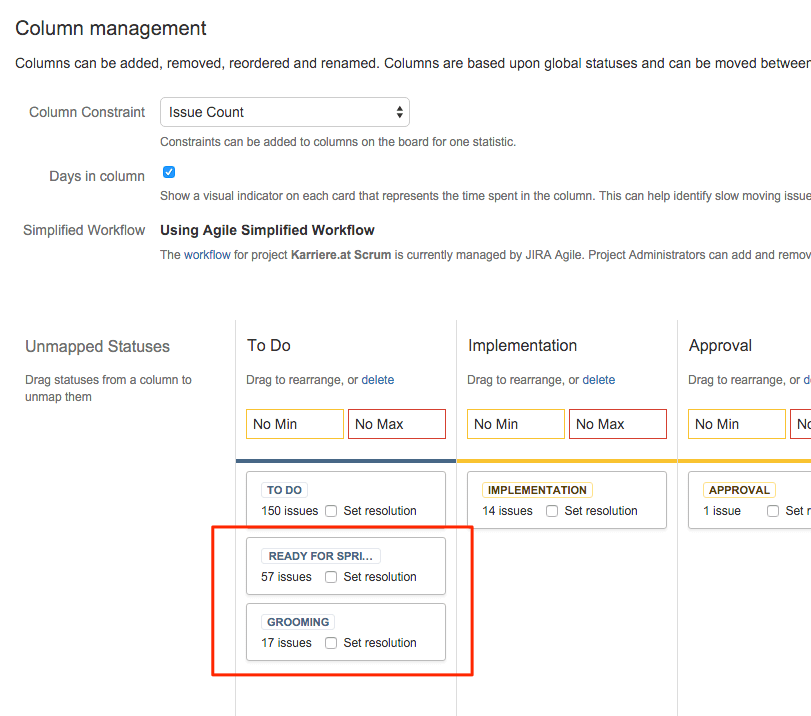 Column management
Columns can be added, removed, reordered and renamed. Columns are based upon global statuses and can be moved between
Column Constraint
Issue Count
Constraints can be added to columns on the board for one statistic.
Days in column
Show a visual indicator on each card that represents the time spent in the column. This can help identify slow moving issue
Simplified Workflow
Using Agile Simplified Workflow
The workflow for project Karriere.at Scrum is currently managed by JIRA Agile. Project Administrators can add and remov
Unmapped Statuses
Drag statuses from a column to
unmap them
To Do
Drag to rearrange, or delete
No Min
No Max
TO DO
150 issues Set resolution
READY FOR SPRI...
57 issues Set resolution
GROOMING
17 issues Set resolution
Implementation
Drag to rearrange, or delete
No Min
No Max
IMPLEMENTATION
14 issues Set resolution
Approval
Drag to rearrange, or d
No Min
No
APPROVAL
1 issue Set r